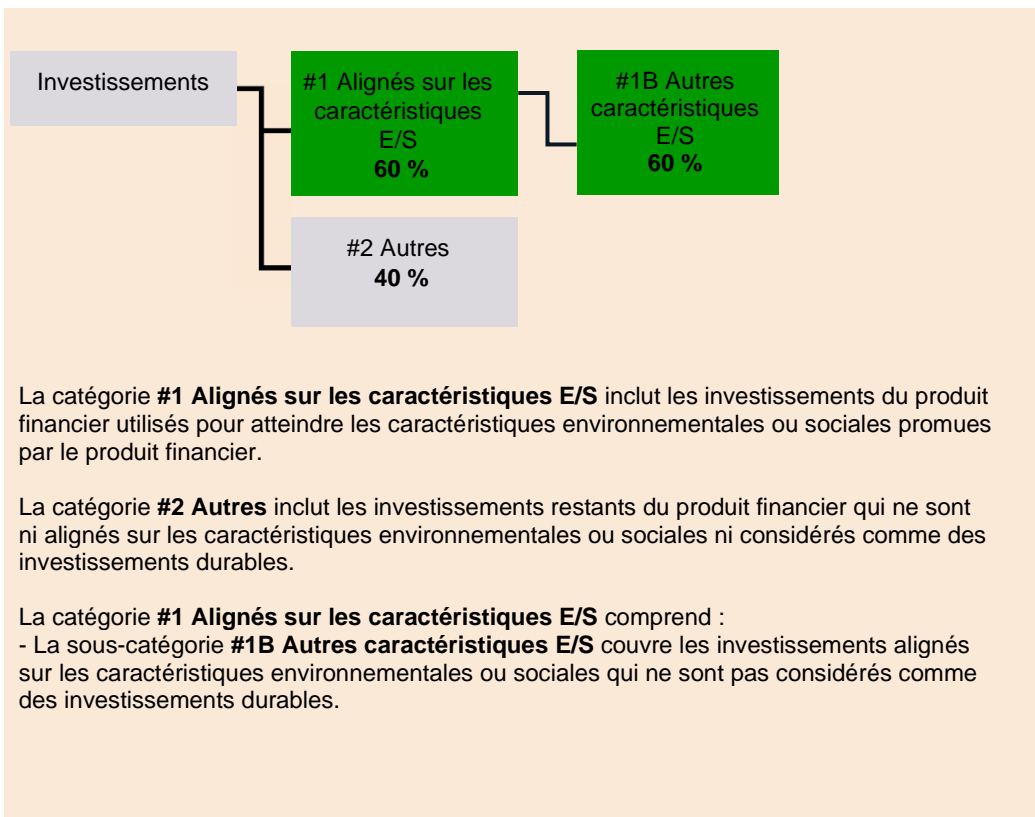 Investissements
#1 Alignés sur les
caractéristiques
E/S
60 %
#1B Autres
caractéristiques
E/S
60 %
#2 Autres
40 %
La catégorie #1 Alignés sur les caractéristiques E/S inclut les investissements du produit
financier utilisés pour atteindre les caractéristiques environnementales ou sociales promues
par le produit financier.
La catégorie #2 Autres inclut les investissements restants du produit financier qui ne sont
ni alignés sur les caractéristiques environnementales ou sociales ni considérés comme des
investissements durables.
La catégorie #1 Alignés sur les caractéristiques E/S comprend :
- La sous-catégorie #1B Autres caractéristiques E/S couvre les investissements alignés
sur les caractéristiques environnementales ou sociales qui ne sont pas considérés comme
des investissements durables.